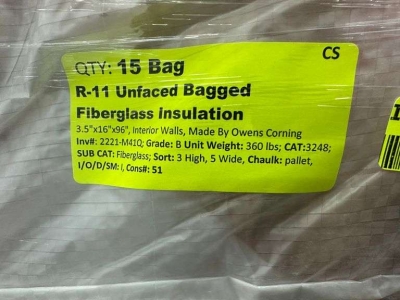 CS
QTY: 15 Bag
R-11 Unfaced Bagged
Fiberglass Insulation
3.5"x16"x96", Interior Walls, Made By Owens Corning
Inv#: 2221-M41Q; Grade: B Unit Weight: 360 lbs; CAT:3248;
SUB CAT: Fiberglass; Sort: 3 High, 5 Wide, Chaulk: pallet,
I/O/D/SM: I, Cons#: 51